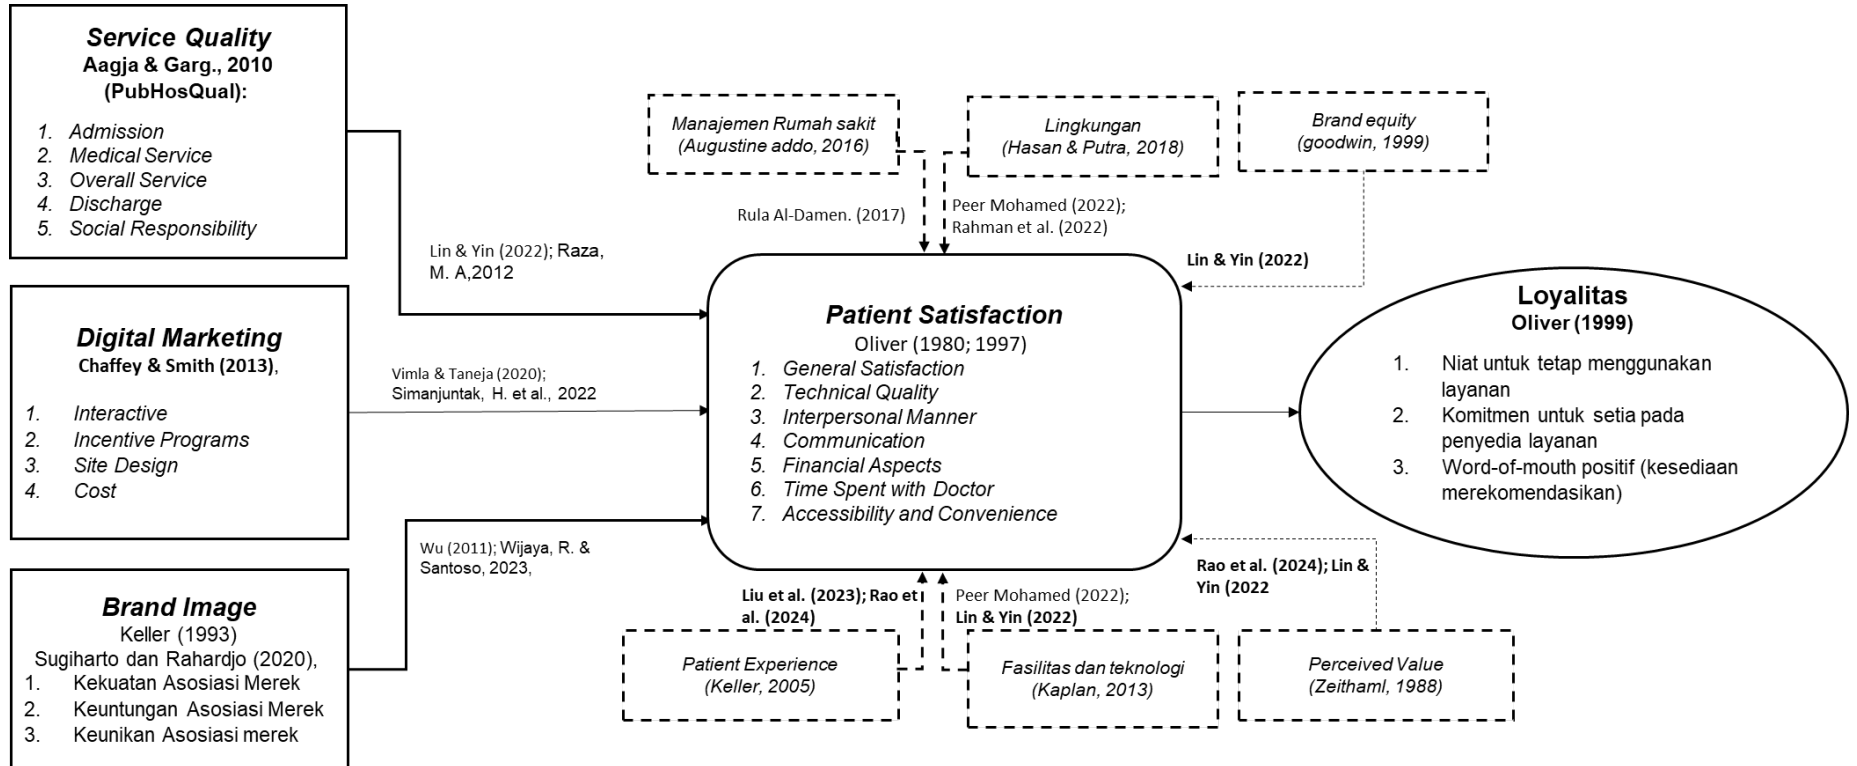 Service Quality
Aagja & Garg., 2010
(PubHosQual):
1. Admission
2. Medical Service
3. Overall Service
4. Discharge
5. Social Responsibility
Digital Marketing
Chaffey & Smith (2013),
1. Interactive
2. Incentive Programs
3. Site Design
4. Cost
Brand Image
Keller (1993)
Sugiharto dan Rahardjo (2020),
1. Kekuatan Asosiasi Merek
2. Keuntungan Asosiasi Merek
3. Keunikan Asosiasi merek
Lin & Yin (2022); Raza,
M. A,2012
Vimla & Taneja (2020);
Simanjuntak, H. et al., 2022
Wu (2011); Wijaya, R. &
Santoso, 2023,
Manajemen Rumah sakit
(Augustine addo, 2016)
Lingkungan
(Hasan & Putra, 2018)
Brand equity
(goodwin, 1999)
Rula Al-Damen. (2017)
Peer Mohamed (2022);
Rahman et al. (2022)
Lin & Yin (2022)
Patient Satisfaction
Oliver (1980; 1997)
1. General Satisfaction
2. Technical Quality
3. Interpersonal Manner
4. Communication
5. Financial Aspects
6. Time Spent with Doctor
7. Accessibility and Convenience
Loyalitas
Oliver (1999)
1. Niat untuk tetap menggunakan
layanan
2. Komitmen untuk setia pada
penyedia layanan
3. Word-of-mouth positif (kesediaan
merekomendasikan)
Liu et al. (2023); Rao et
al. (2024)
Peer Mohamed (2022);
Lin & Yin (2022)
Rao et al. (2024); Lin &
Yin (2022
Patient Experience
(Keller, 2005)
Fasilitas dan teknologi
(Kaplan, 2013)
Perceived Value
(Zeithaml, 1988)